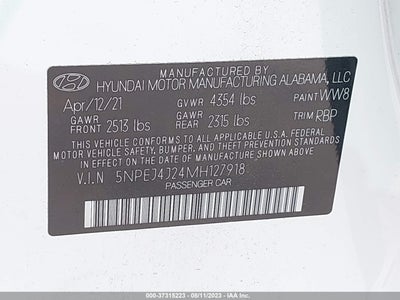 MANUFACTURED BY
HYUNDAI MOTOR MANUFACTURING ALABAMA, LLC
Apr/12/21 GVWR 4354 lbs PAINT WW8
GAWR FRONT 2513 lbs GAWR REAR 2315 lbs TRIM RBP
THIS VEHICLE CONFORMS TO ALL APPLICABLE U.S. FEDERAL
MOTOR VEHICLE SAFETY, BUMPER, AND THEFT PREVENTION
STANDARDS IN EFFECT ON THE DATE OF MANUFACTURE SHOWN
ABOVE.
V.I.N 5NPEJ4J24MH127918
PASSENGER CAR
000-37315223 - 08/11/2023 - IAA Inc.